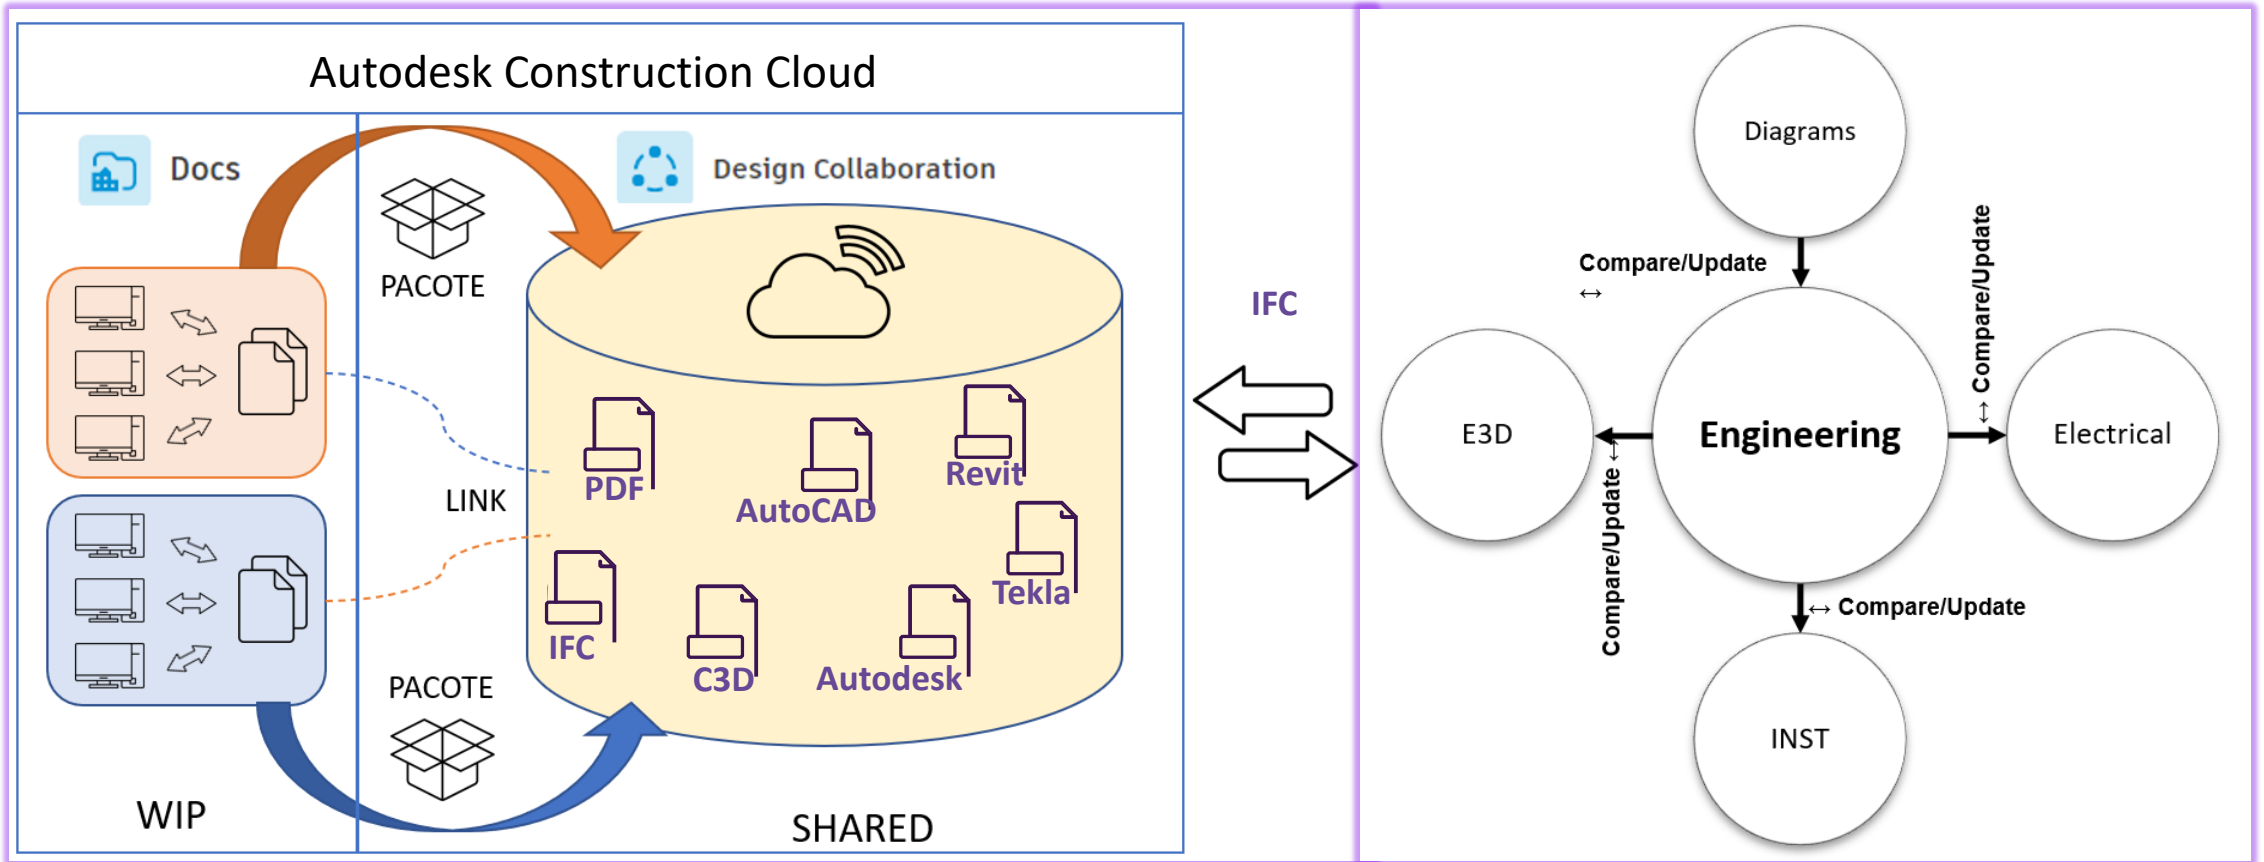 Autodesk Construction Cloud
Docs
Design Collaboration
PACOTE
LINK
PDF
AutoCAD
Revit
Tekla
IFC
C3D
Autodesk
PACOTE
WIP
SHARED
IFC
Diagrams
Compare/Update
↔
↔ Compare/Update
E3D
Engineering
Electrical
Compare/Update ↔
↔ Compare/Update
INST